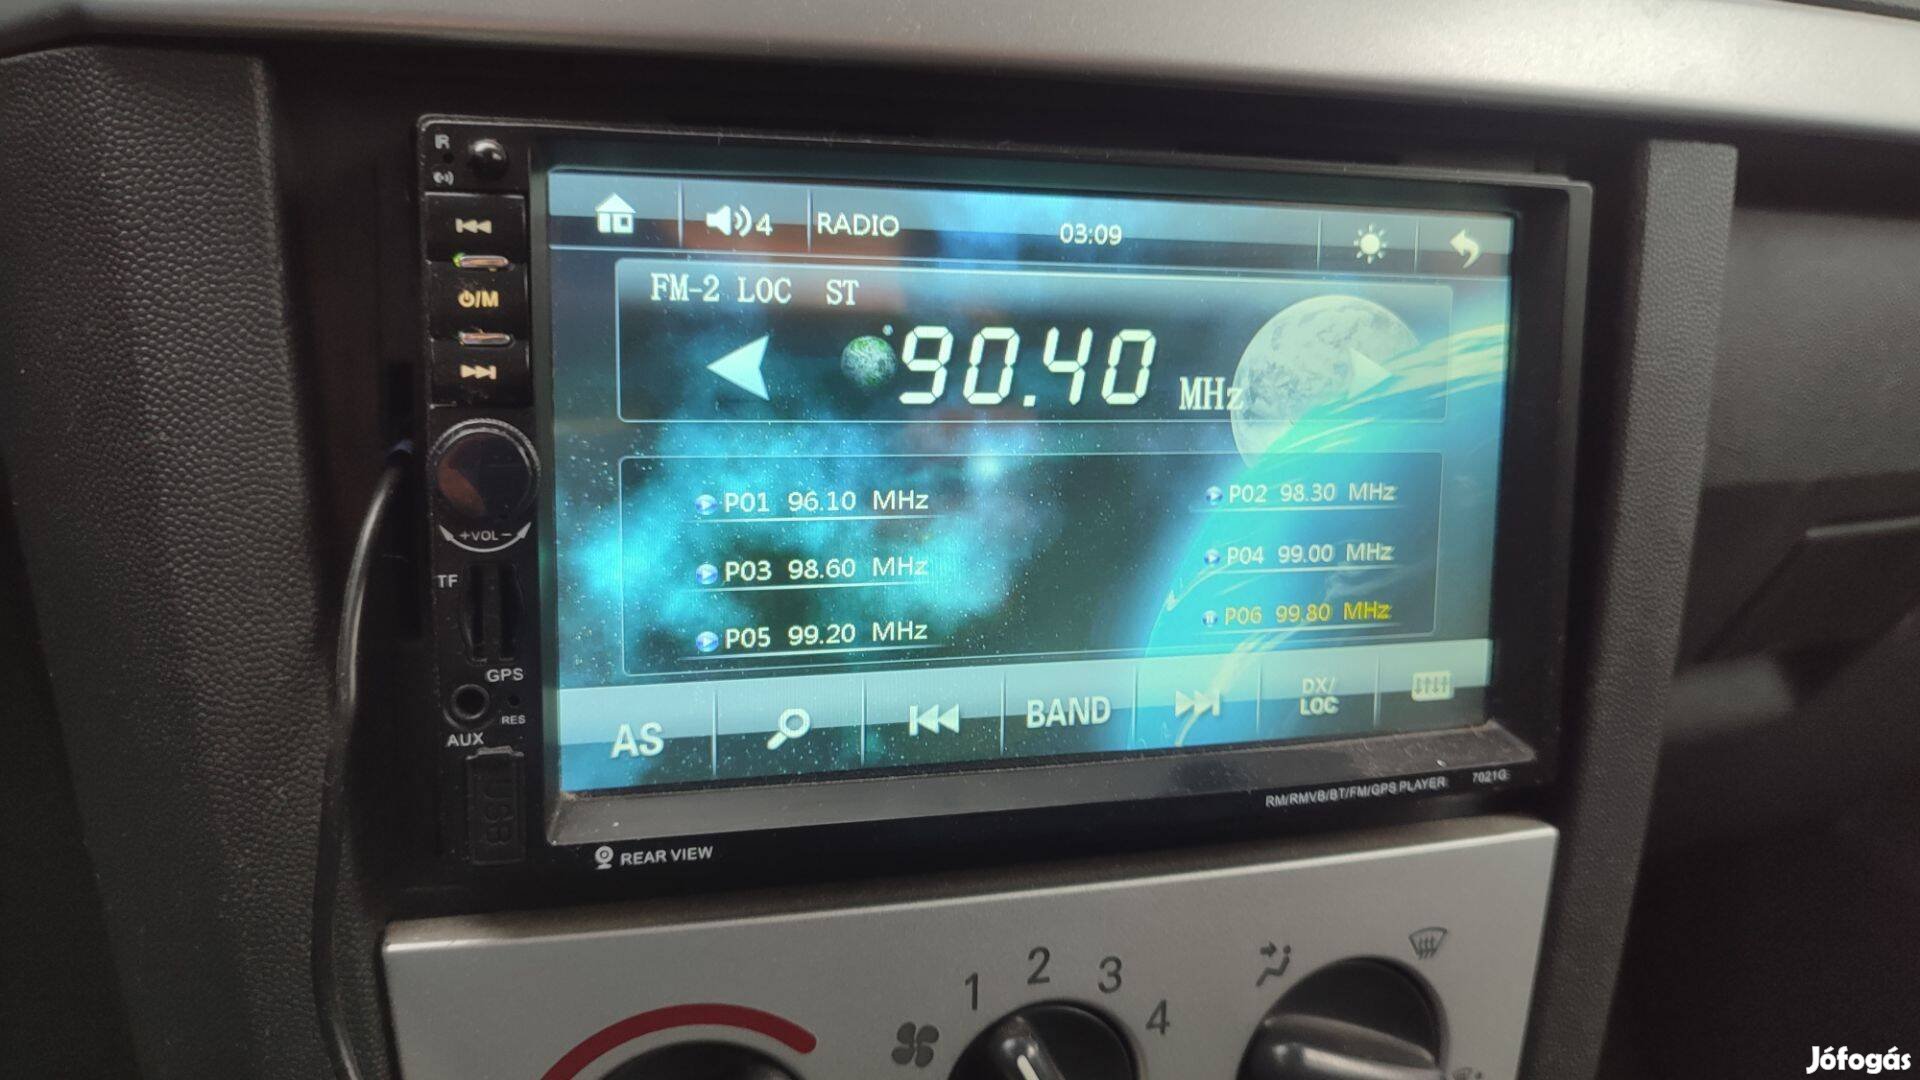 IR
4 RADIO 03:09
FM-2 LOC ST
90.40 MHz
⏻/M
P01 96.10 MHz
P02 98.30 MHz
P03 98.60 MHz
P04 99.00 MHz
P05 99.20 MHz
P06 99.80 MHz
+VOL-
TF
GPS
RES
AUX
USB
AS BAND DX/
LOC
RM/RMVB/BT/FM/GPS PLAYER 7021G
REAR VIEW
1 2 3 4
Jófogás